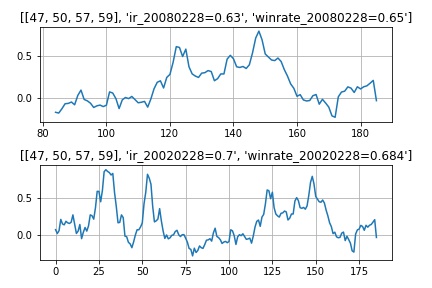 [[47, 50, 57, 59], 'ir_20080228=0.63', 'winrate_20080228=0.65']
0.5
0.0
80 100 120 140 160 180
[[47, 50, 57, 59], 'ir_20020228=0.7', 'winrate_20020228=0.684']
0.5
0.0
0 25 50 75 100 125 150 175